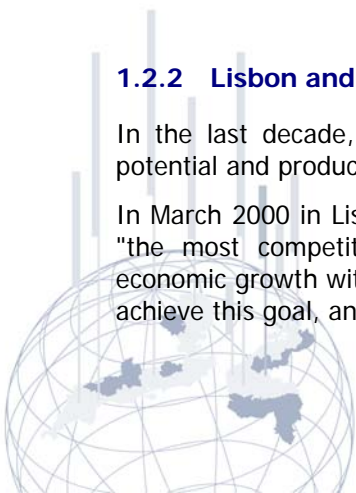 1.2.2 Lisbon and
In the last decade,
potential and produc
In March 2000 in Lis
"the most competit
economic growth wit
achieve this goal, an